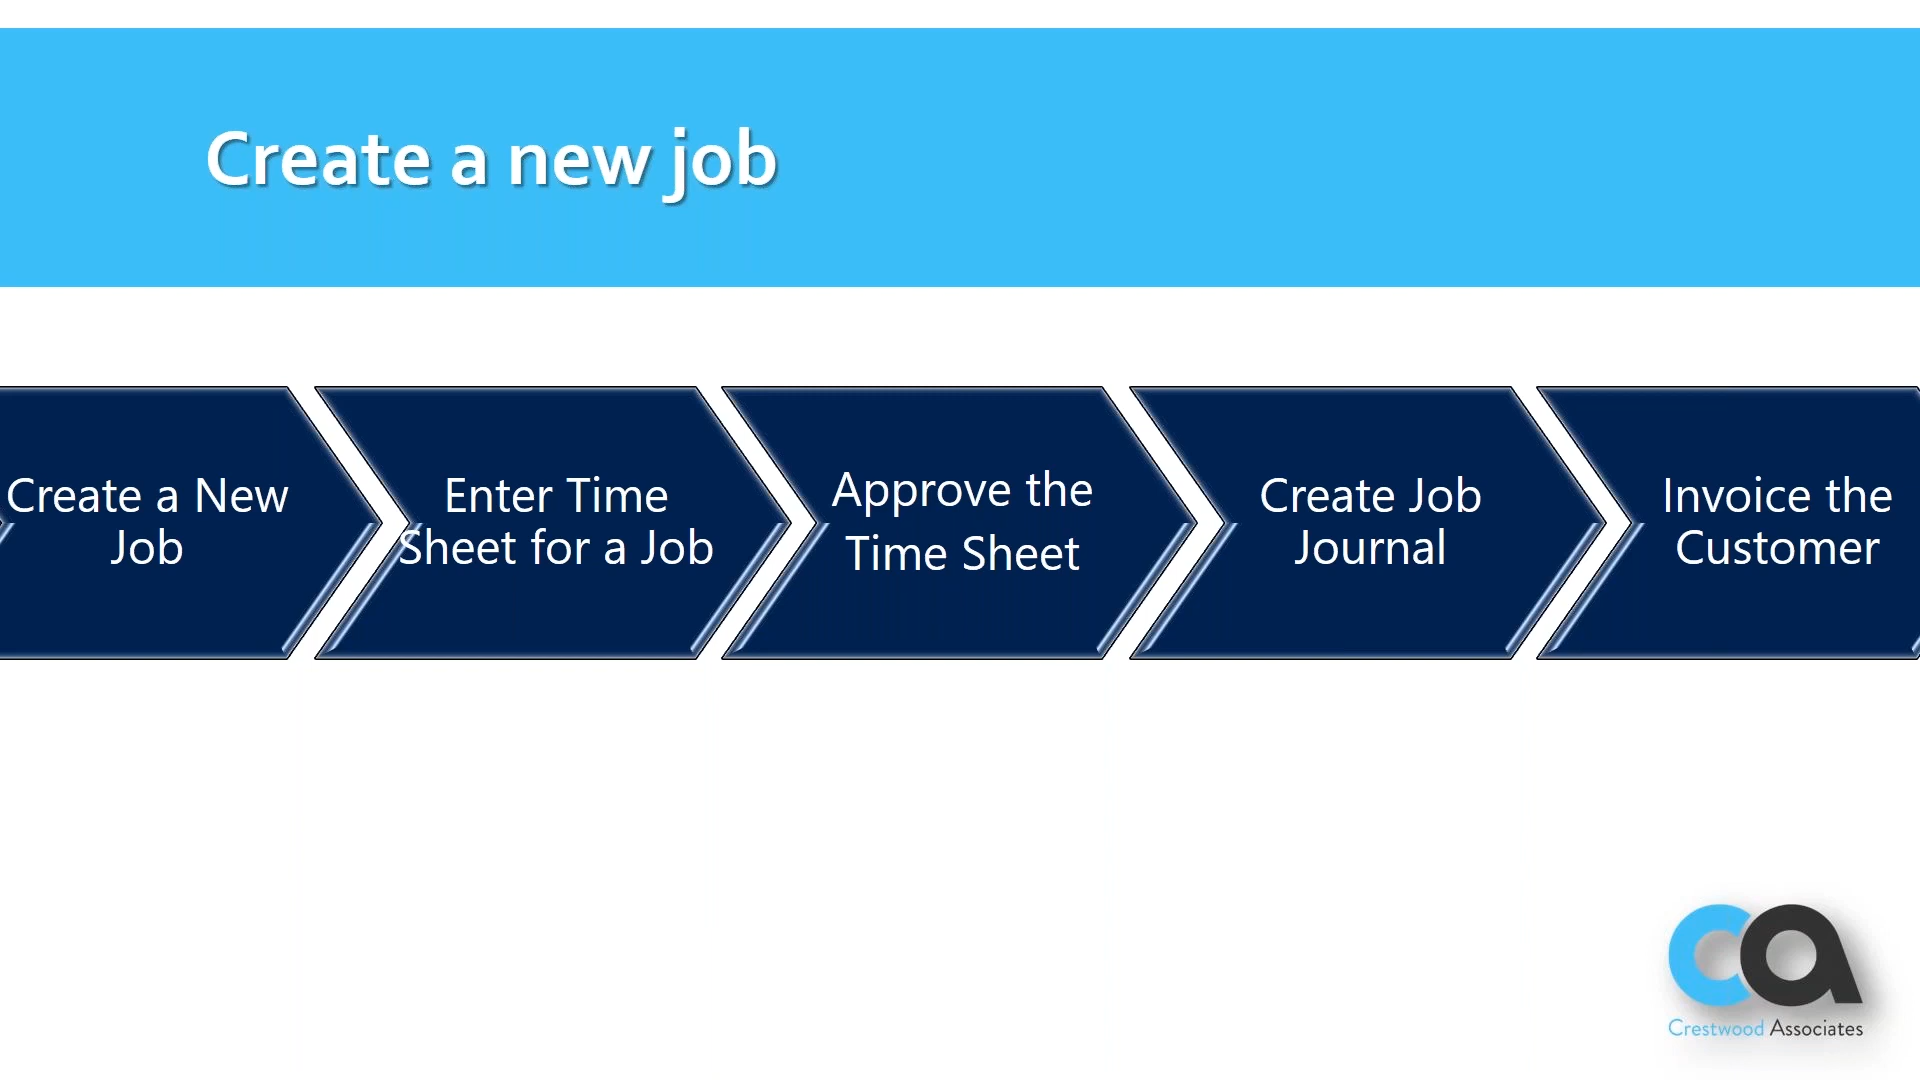 Create a new job
Create a New
Job
Enter Time
Sheet for a Job
Approve the
Time Sheet
Create Job
Journal
Invoice the
Customer
ca
Crestwood Associates